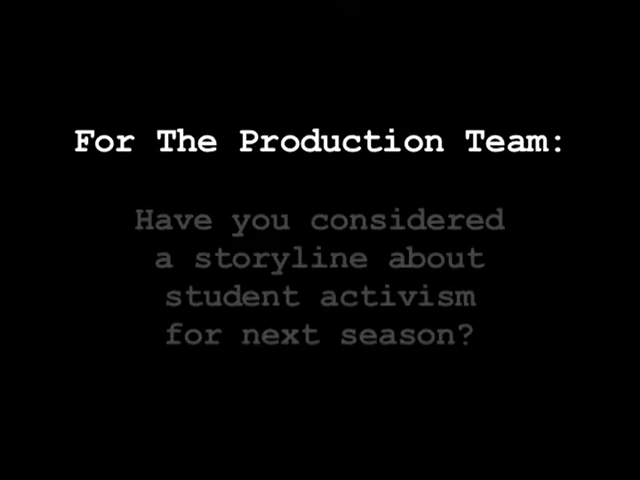 For The Production Team:
Have you considered
a storyline about
student activism
for next season?